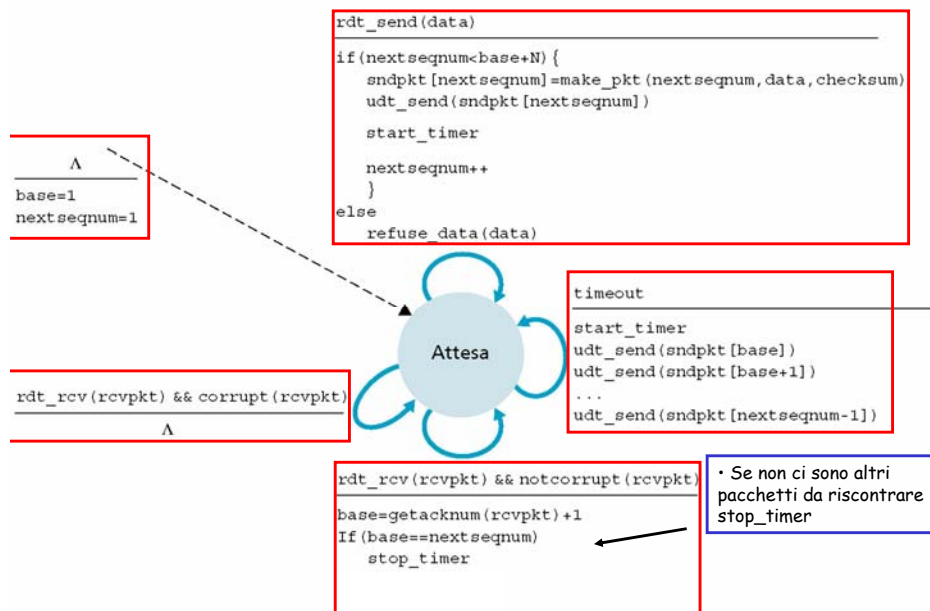 rdt_send(data)
if(nextseqnum<base+N){
sndpkt[nextseqnum]=make_pkt(nextseqnum,data,checksum)
udt_send(sndpkt[nextseqnum])
start_timer
nextseqnum++
}
else
refuse_data(data)
Λ
base=1
nextseqnum=1
Attesa
timeout
start_timer
udt_send(sndpkt[base])
udt_send(sndpkt[base+1])
...
udt_send(sndpkt[nextseqnum-1])
rdt_rcv(rcvpkt) && corrupt(rcvpkt)
Λ
rdt_rcv(rcvpkt) && notcorrupt(rcvpkt)
base=getacknum(rcvpkt)+1
If(base==nextseqnum)
stop_timer
• Se non ci sono altri
pacchetti da riscontrare
stop_timer